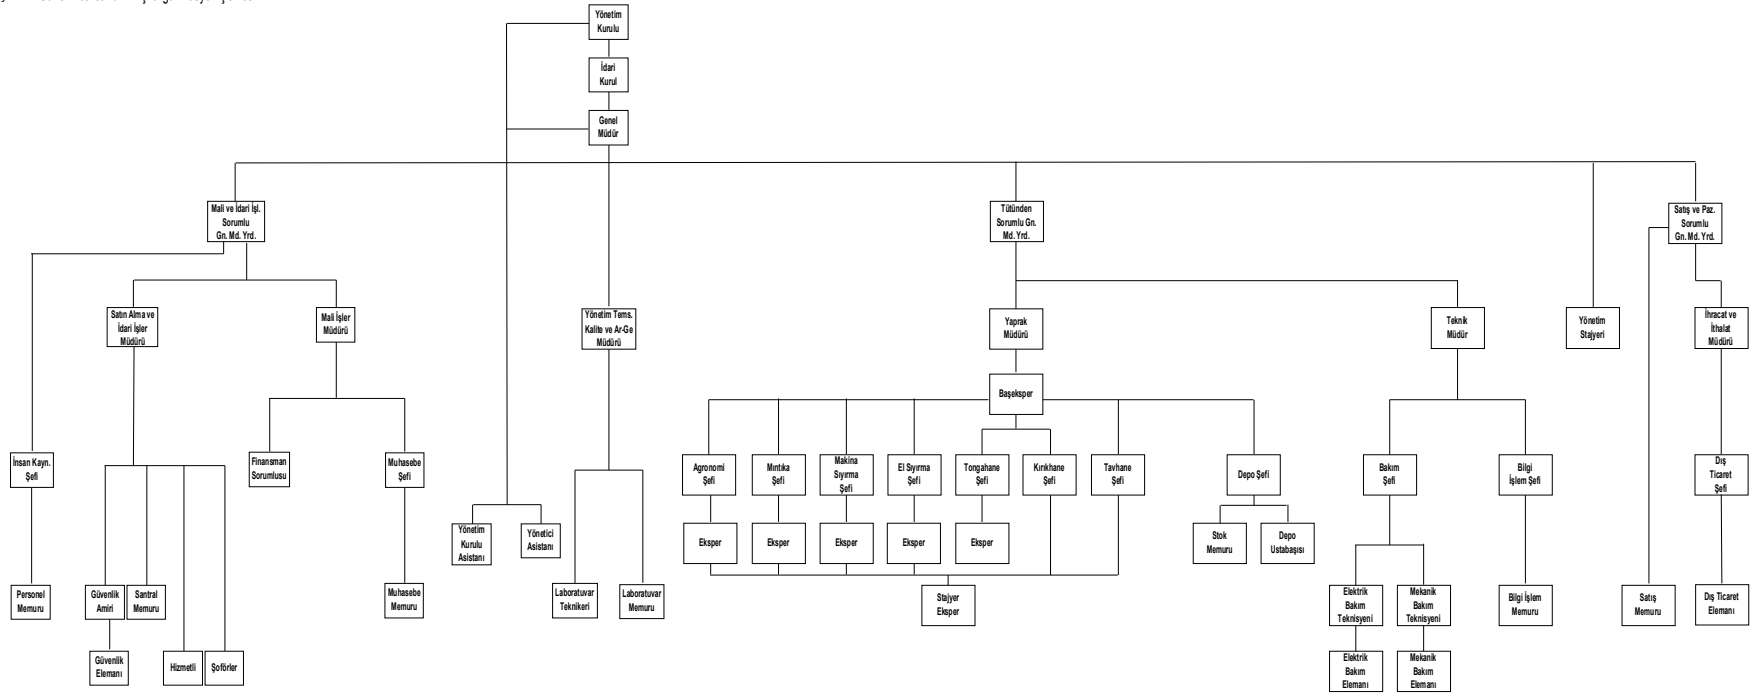 Yönetim
Kurulu
İdari
Kurul
Genel
Müdür
Mali ve İdari İşl.
Sorumlu
Gn. Md. Yrd.
Tütünden
Sorumlu Gn.
Md. Yrd.
Satış ve Paz.
Sorumlu
Gn. Md. Yrd.
Satın Alma ve
İdari İşler
Müdürü
Mali İşler
Müdürü
Yönetim Tems.
Kalite ve Ar-Ge
Müdürü
Yaprak
Müdürü
Teknik
Müdür
Yönetim
Stajyeri
İhracat ve
İthalat
Müdürü
Başeksper
İnsan Kayn.
Şefi
Finansman
Sorumlusu
Muhasebe
Şefi
Agronomi
Şefi
Mıntıka
Şefi
Makina
Sıyırma
Şefi
El Sıyırma
Şefi
Tongahane
Şefi
Kırıkhane
Şefi
Tavhane
Şefi
Depo Şefi
Bakım
Şefi
Bilgi
İşlem Şefi
Dış
Ticaret
Şefi
Yönetim
Kurulu
Asistanı
Yönetici
Asistanı
Eksper
Eksper
Eksper
Eksper
Eksper
Stok
Memuru
Depo
Ustabaşısı
Personel
Memuru
Güvenlik
Amiri
Santral
Memuru
Muhasebe
Memuru
Laboratuvar
Teknikeri
Laboratuvar
Memuru
Stajyer
Eksper
Elektrik
Bakım
Teknisyeni
Mekanik
Bakım
Teknisyeni
Bilgi İşlem
Memuru
Satış
Memuru
Dış Ticaret
Elemanı
Güvenlik
Elemanı
Hizmetli
Şoförler
Elektrik
Bakım
Elemanı
Mekanik
Bakım
Elemanı